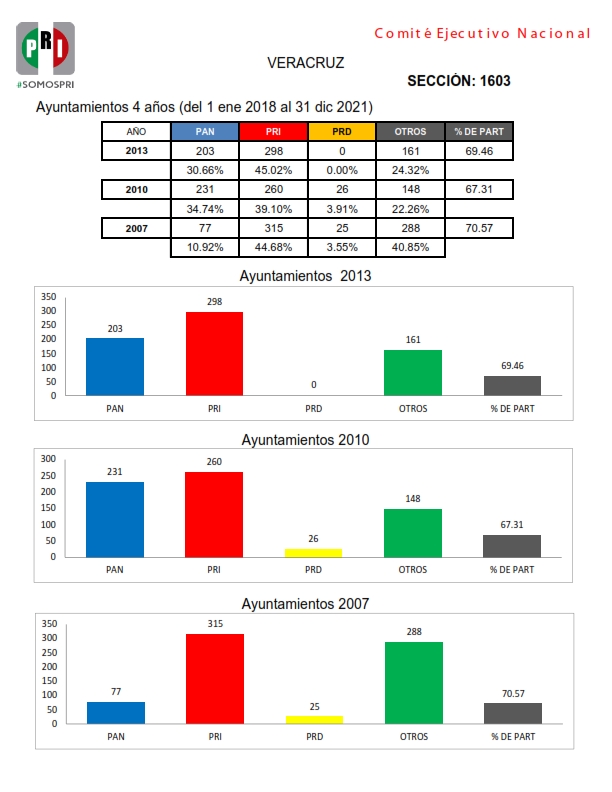 Comité Ejecutivo Nacional
PRI
#SOMOSPRI
VERACRUZ
SECCIÓN: 1603
Ayuntamientos 4 años (del 1 ene 2018 al 31 dic 2021)
AÑO PAN PRI PRD OTROS % DE PART
2013 203 298 0 161 69.46
30.66% 45.02% 0.00% 24.32%
2010 231 260 26 148 67.31
34.74% 39.10% 3.91% 22.26%
2007 77 315 25 288 70.57
10.92% 44.68% 3.55% 40.85%
Ayuntamientos 2013
350
300
250
200
150
100
50
0
203 298 0 161 69.46
PAN PRI PRD OTROS % DE PART
Ayuntamientos 2010
300
250
200
150
100
50
0
231 260 26 148 67.31
PAN PRI PRD OTROS % DE PART
Ayuntamientos 2007
350
300
250
200
150
100
50
0
77 315 25 288 70.57
PAN PRI PRD OTROS % DE PART